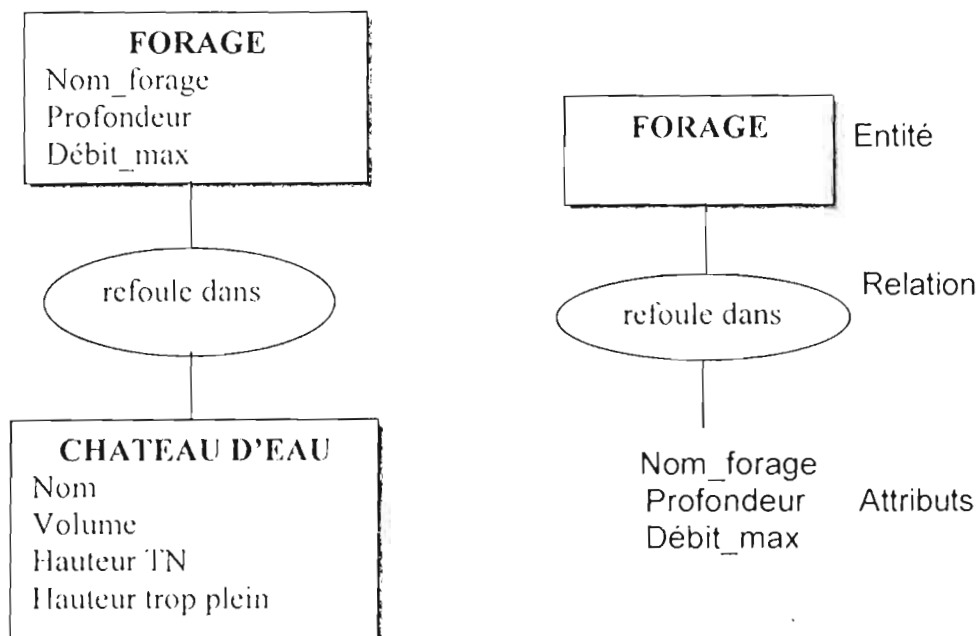 FORAGE
Nom_forage
Profondeur
Débit_max
refoule dans
CHATEAU D'EAU
Nom
Volume
Hauteur TN
Hauteur trop plein
FORAGE
Entité
refoule dans
Relation
Nom_forage
Profondeur
Débit_max
Attributs